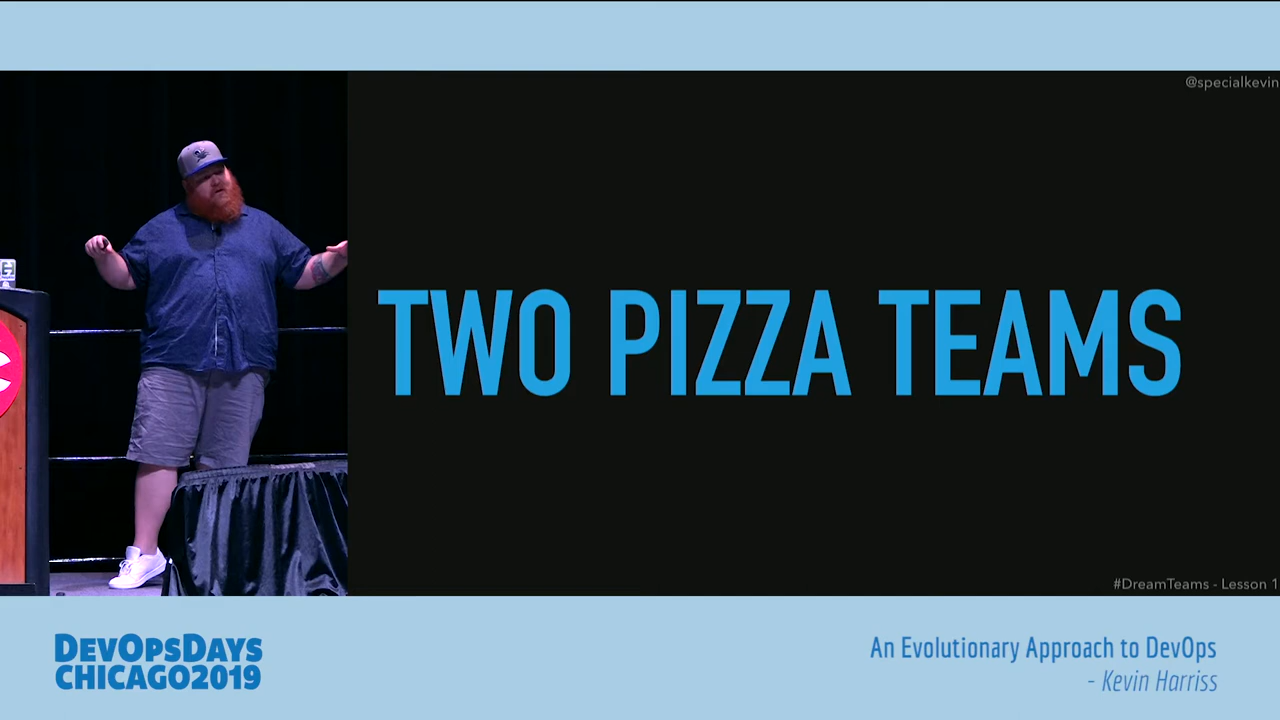 @specialkevin
TWO PIZZA TEAMS
#DreamTeams - Lesson 1
DEVOPSDAYS
CHICAGO2019
An Evolutionary Approach to DevOps
- Kevin Harriss